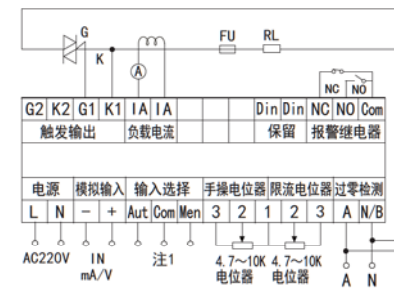 G
FU
RL
K
A
NC
NO
G2 K2 G1 K1 IA IA Din Din NC NO Com
触发输出 负载电流 保留 报警继电器
电源 模拟输入 输入选择 手操电位器 限流电位器 过零检测
L N － + Aut Com Men 3 2 1 2 3 A N/B
AC220V IN 注1 4.7～10K 4.7～10K
mA/V 电位器 电位器 A N